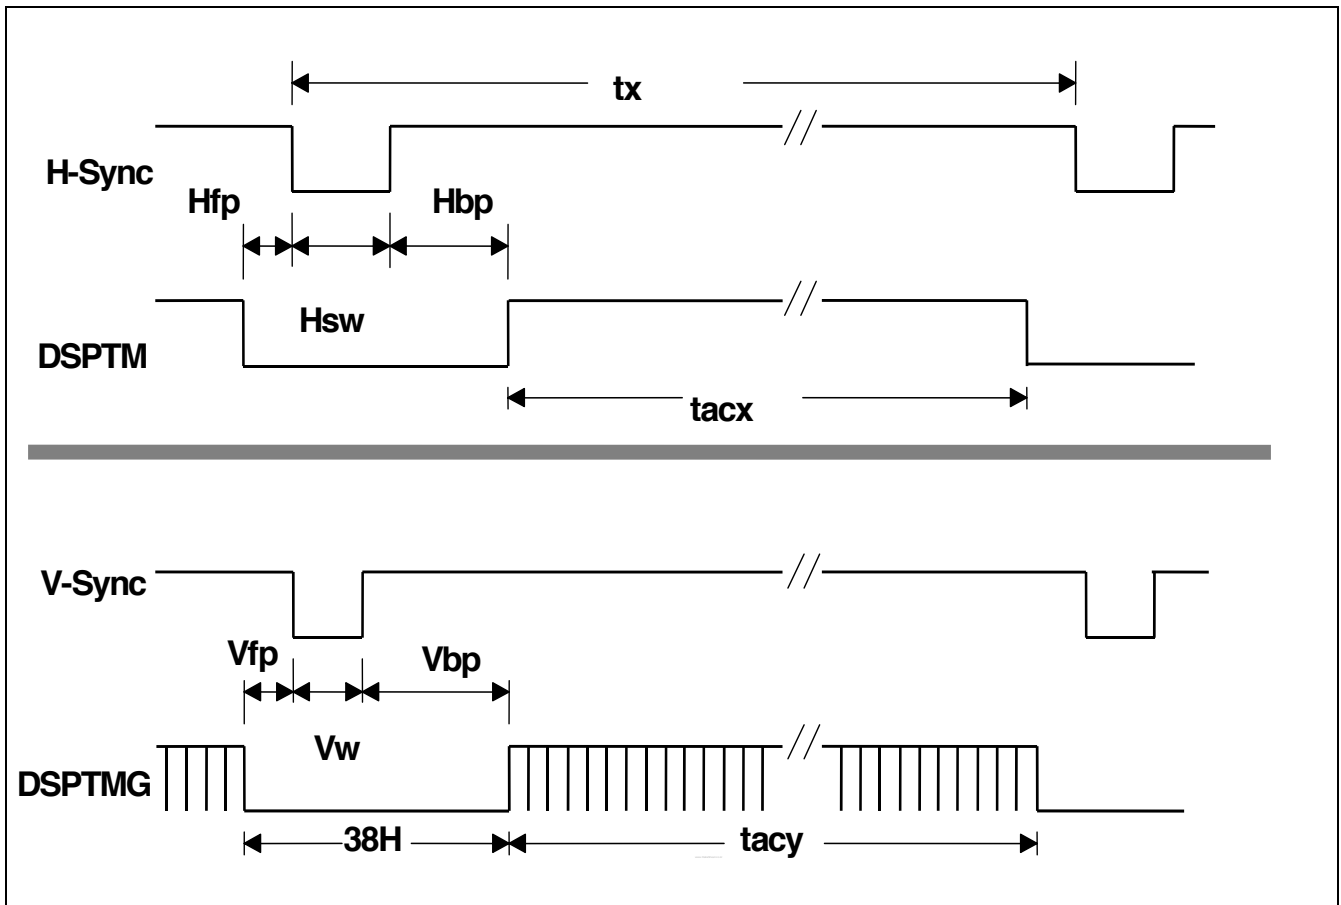 tx
H-Sync
Hfp
Hbp
Hsw
DSPTM
tacx
V-Sync
Vfp
Vbp
Vw
DSPTMG
38H
tacy